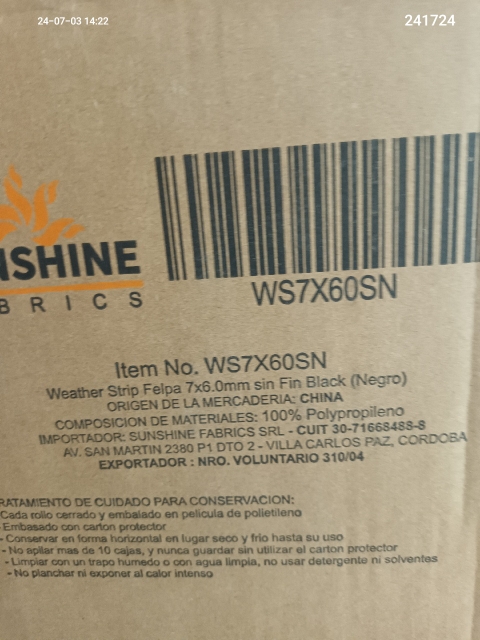 24-07-03 14:22
241724
NSHINE
BRICS
WS7X60SN
Item No. WS7X60SN
Weather Strip Felpa 7x6.0mm sin Fin Black (Negro)
ORIGEN DE LA MERCADERIA: CHINA
COMPOSICION DE MATERIALES: 100% Polypropileno
IMPORTADOR: SUNSHINE FABRICS SRL - CUIT 30-71668488-8
AV. SAN MARTIN 2380 P1 DTO 2 - VILLA CARLOS PAZ, CORDOBA
EXPORTADOR : NRO. VOLUNTARIO 310/04
RATAMIENTO DE CUIDADO PARA CONSERVACION:
Cada rollo cerrado y embalado en pelicula de polietileno
Embasado con carton protector
- Conservar en forma horizontal en lugar seco y frio hasta su uso
- No apilar mas de 10 cajas, y nunca guardar sin utilizar el carton protector
- Limpiar con un trapo humedo o con agua limpia, no usar detergente ni solventes
- No planchar ni exponer al calor intenso